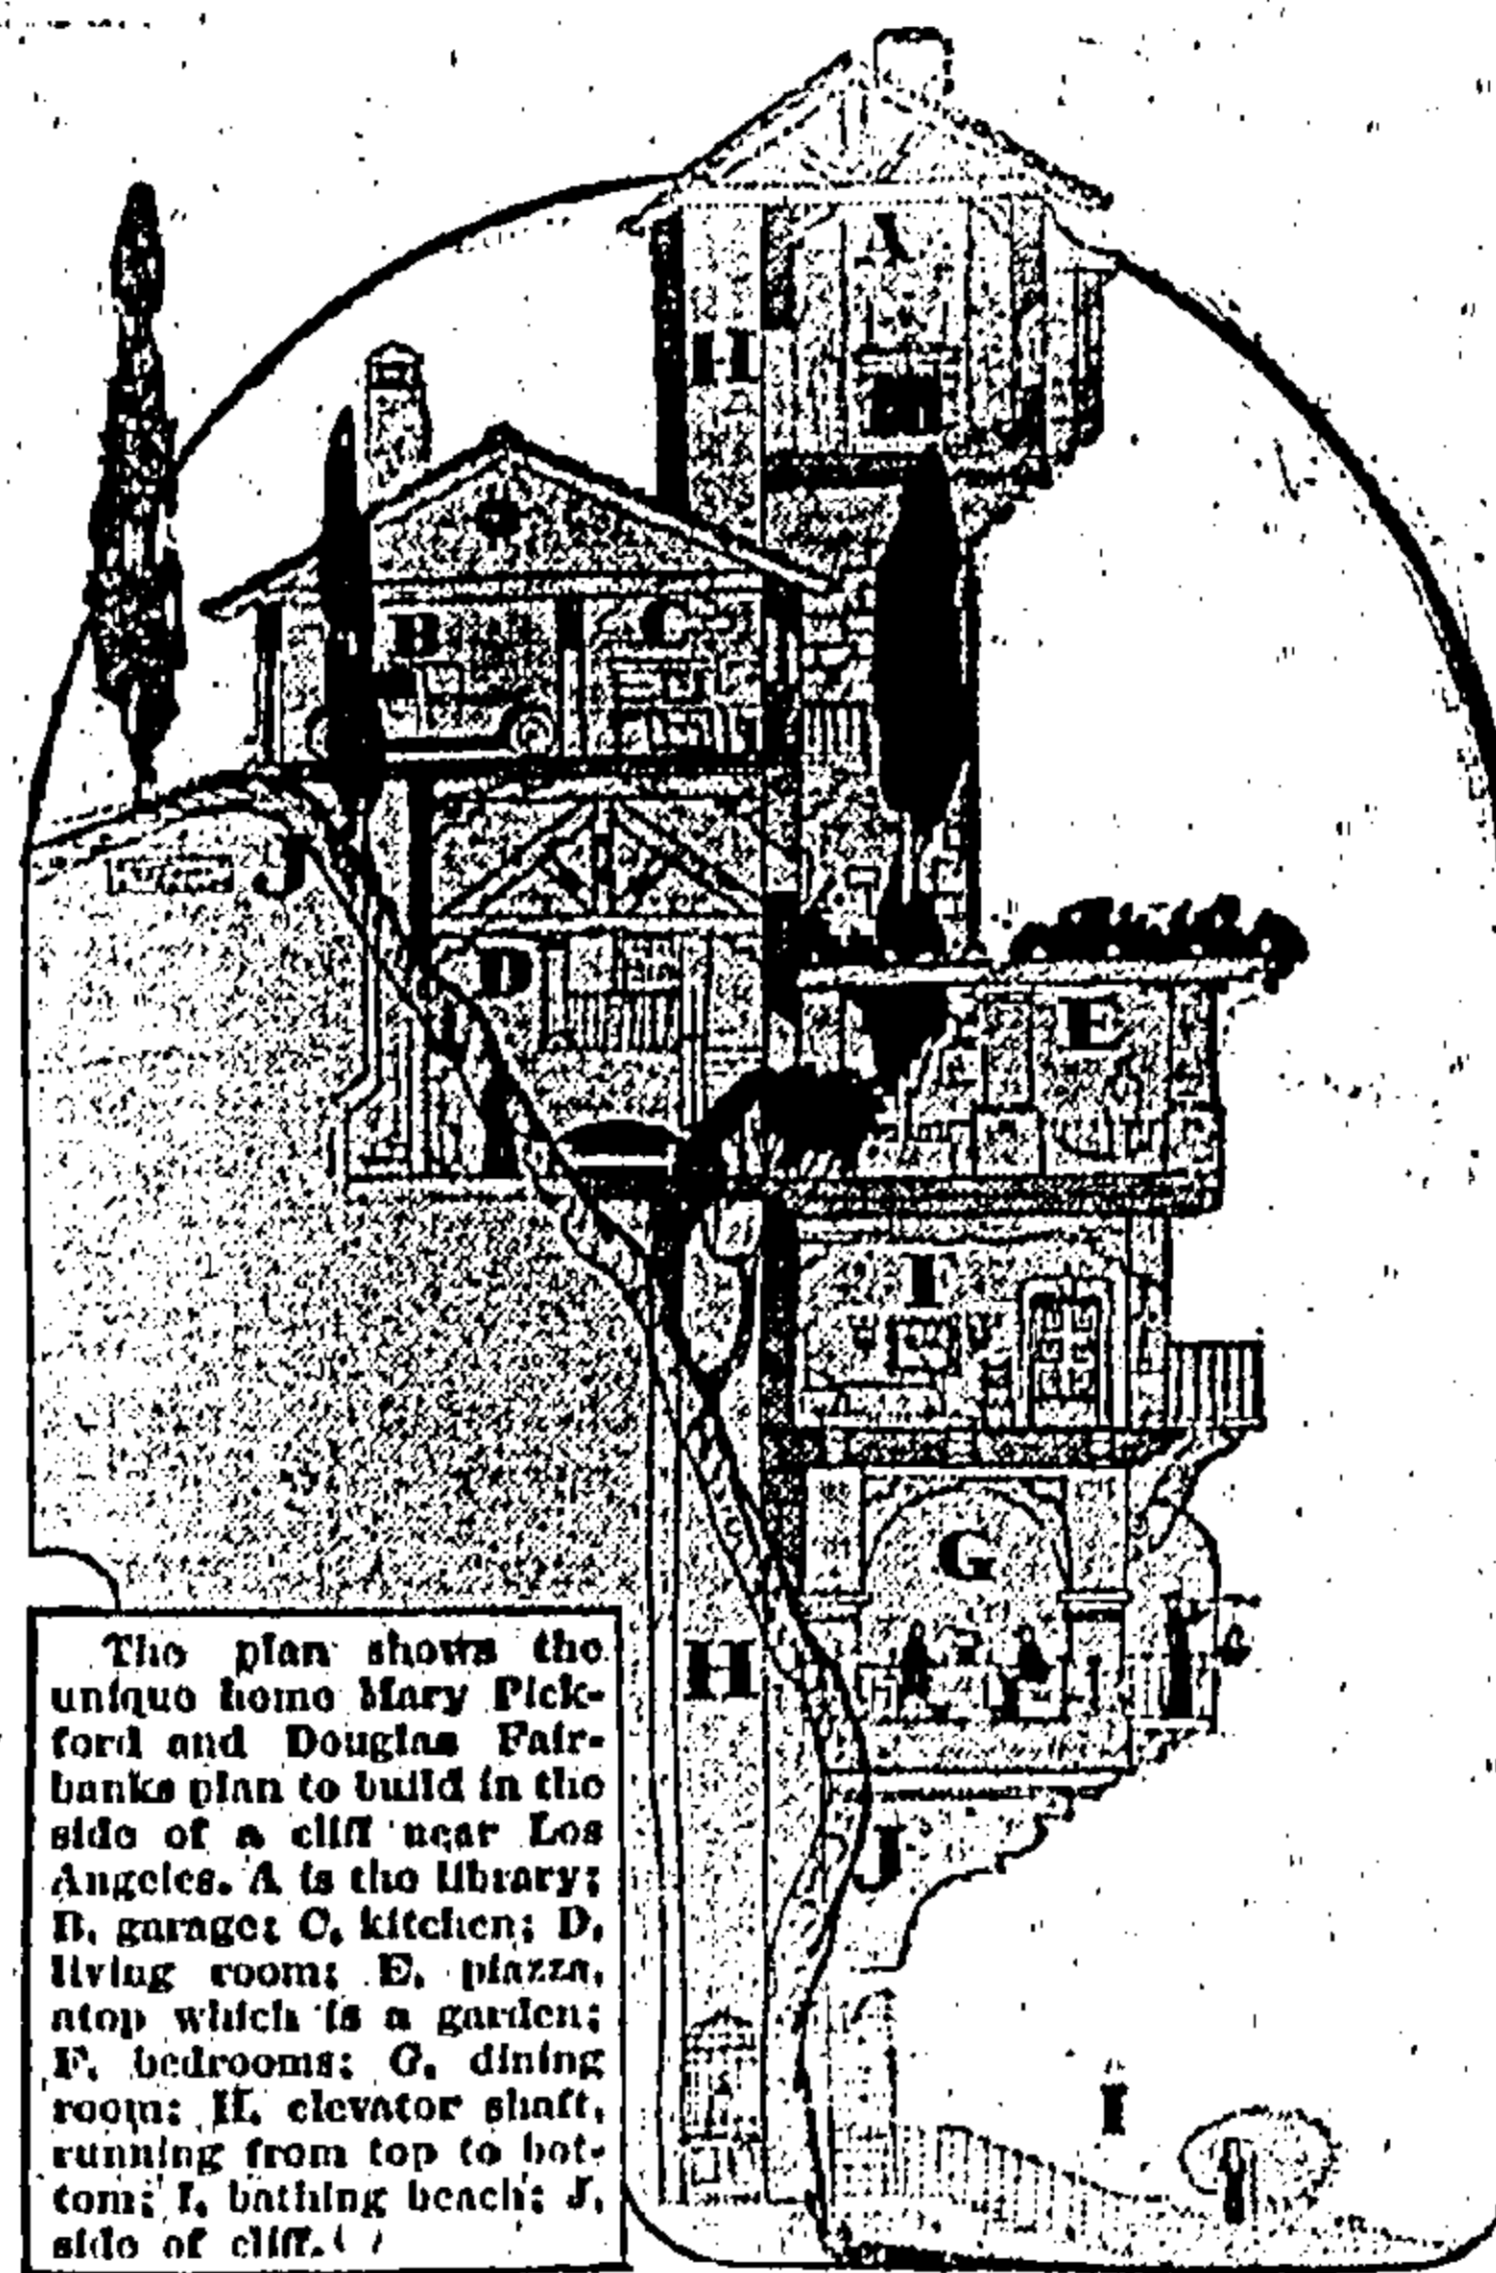 A
H
B
C
J
D
E
F
G
H
J
I
The plan shows the
unique home Mary Pick-
ford and Douglas Fair-
banks plan to build in the
side of a cliff near Los
Angeles. A is the library;
B, garage; C, kitchen; D,
living room; E, piazza,
atop which is a garden;
F, bedrooms; G, dining
room; H, elevator shaft,
running from top to bot-
tom; I, bathing beach; J,
side of cliff.